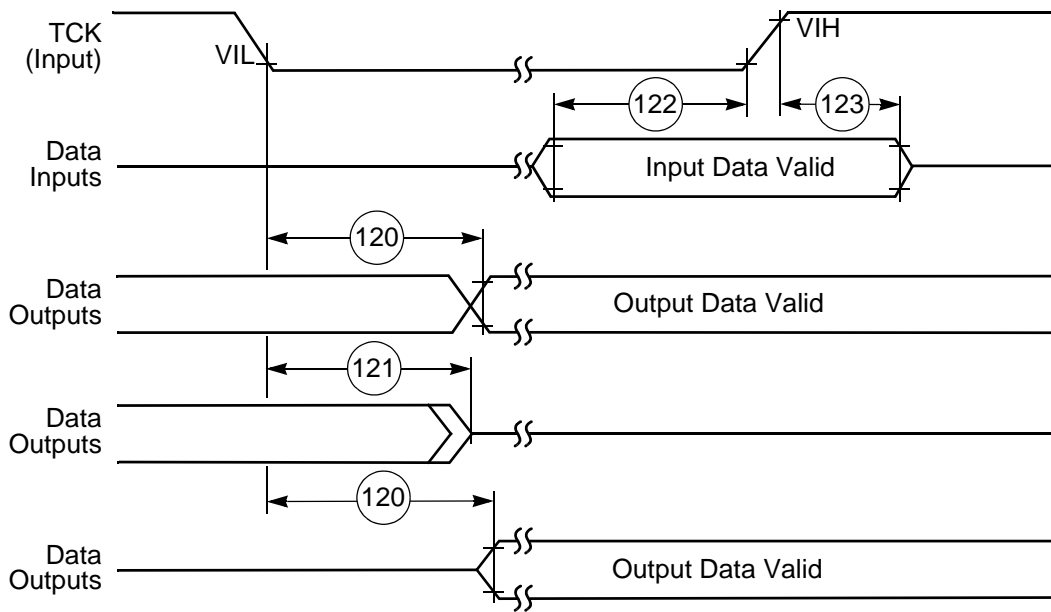 TCK
(Input)
VIL
VIH
122
123
Data
Inputs
Input Data Valid
120
Data
Outputs
Output Data Valid
121
Data
Outputs
120
Data
Outputs
Output Data Valid